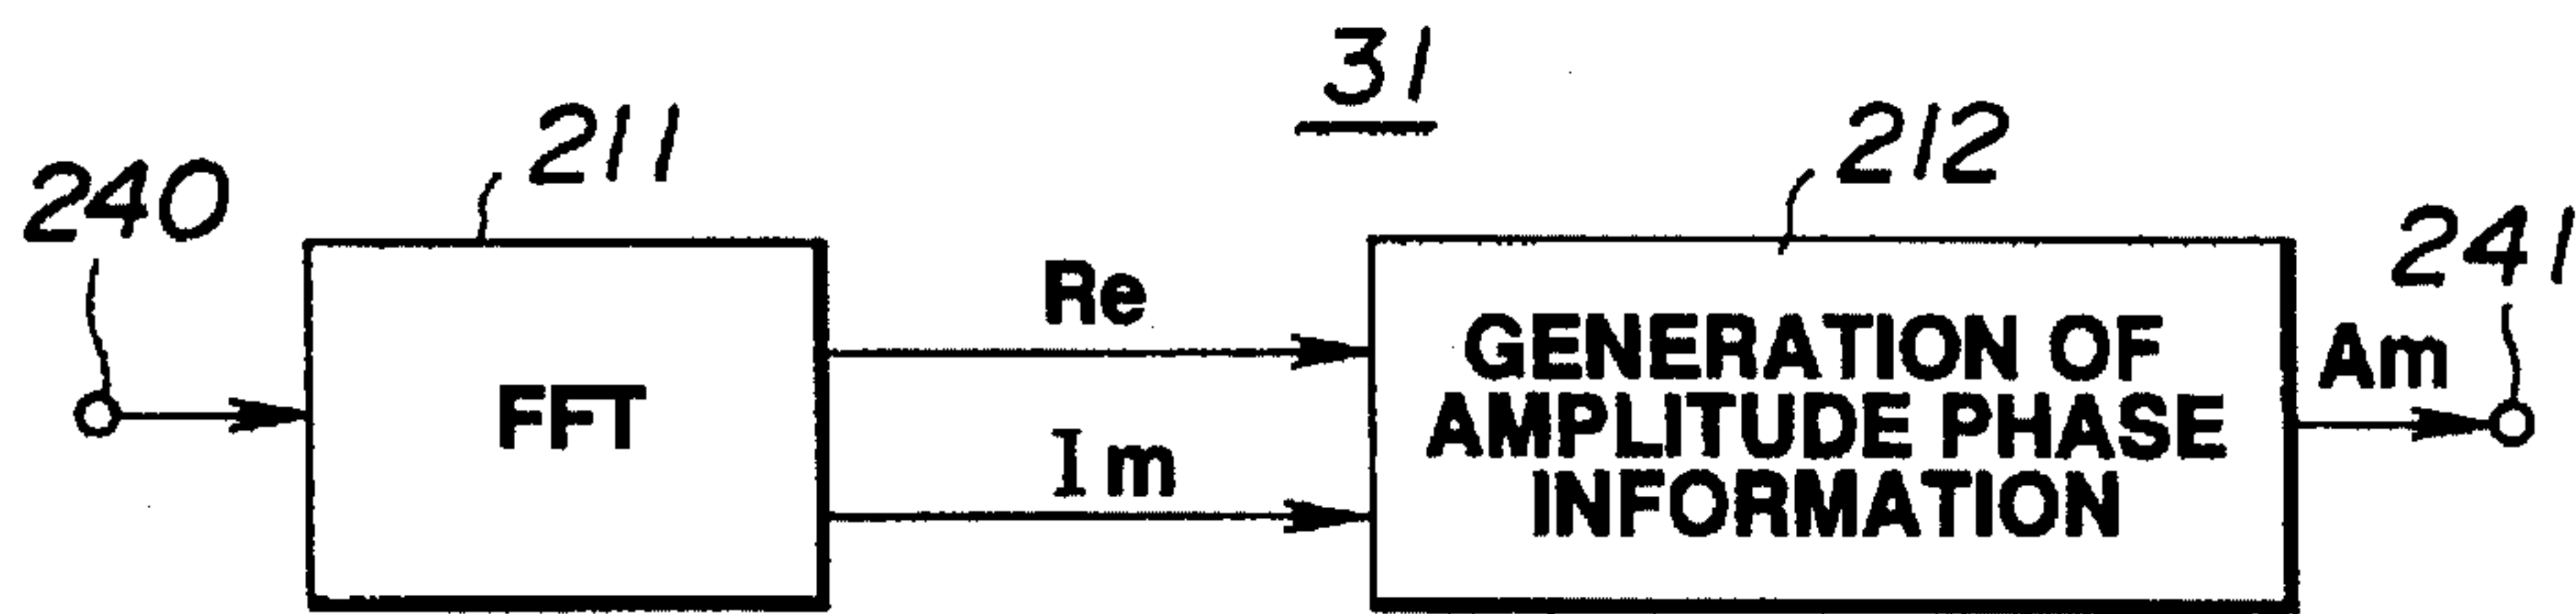 31
240
211
212
241
FFT
Re
Im
GENERATION OF
AMPLITUDE PHASE
INFORMATION
Am